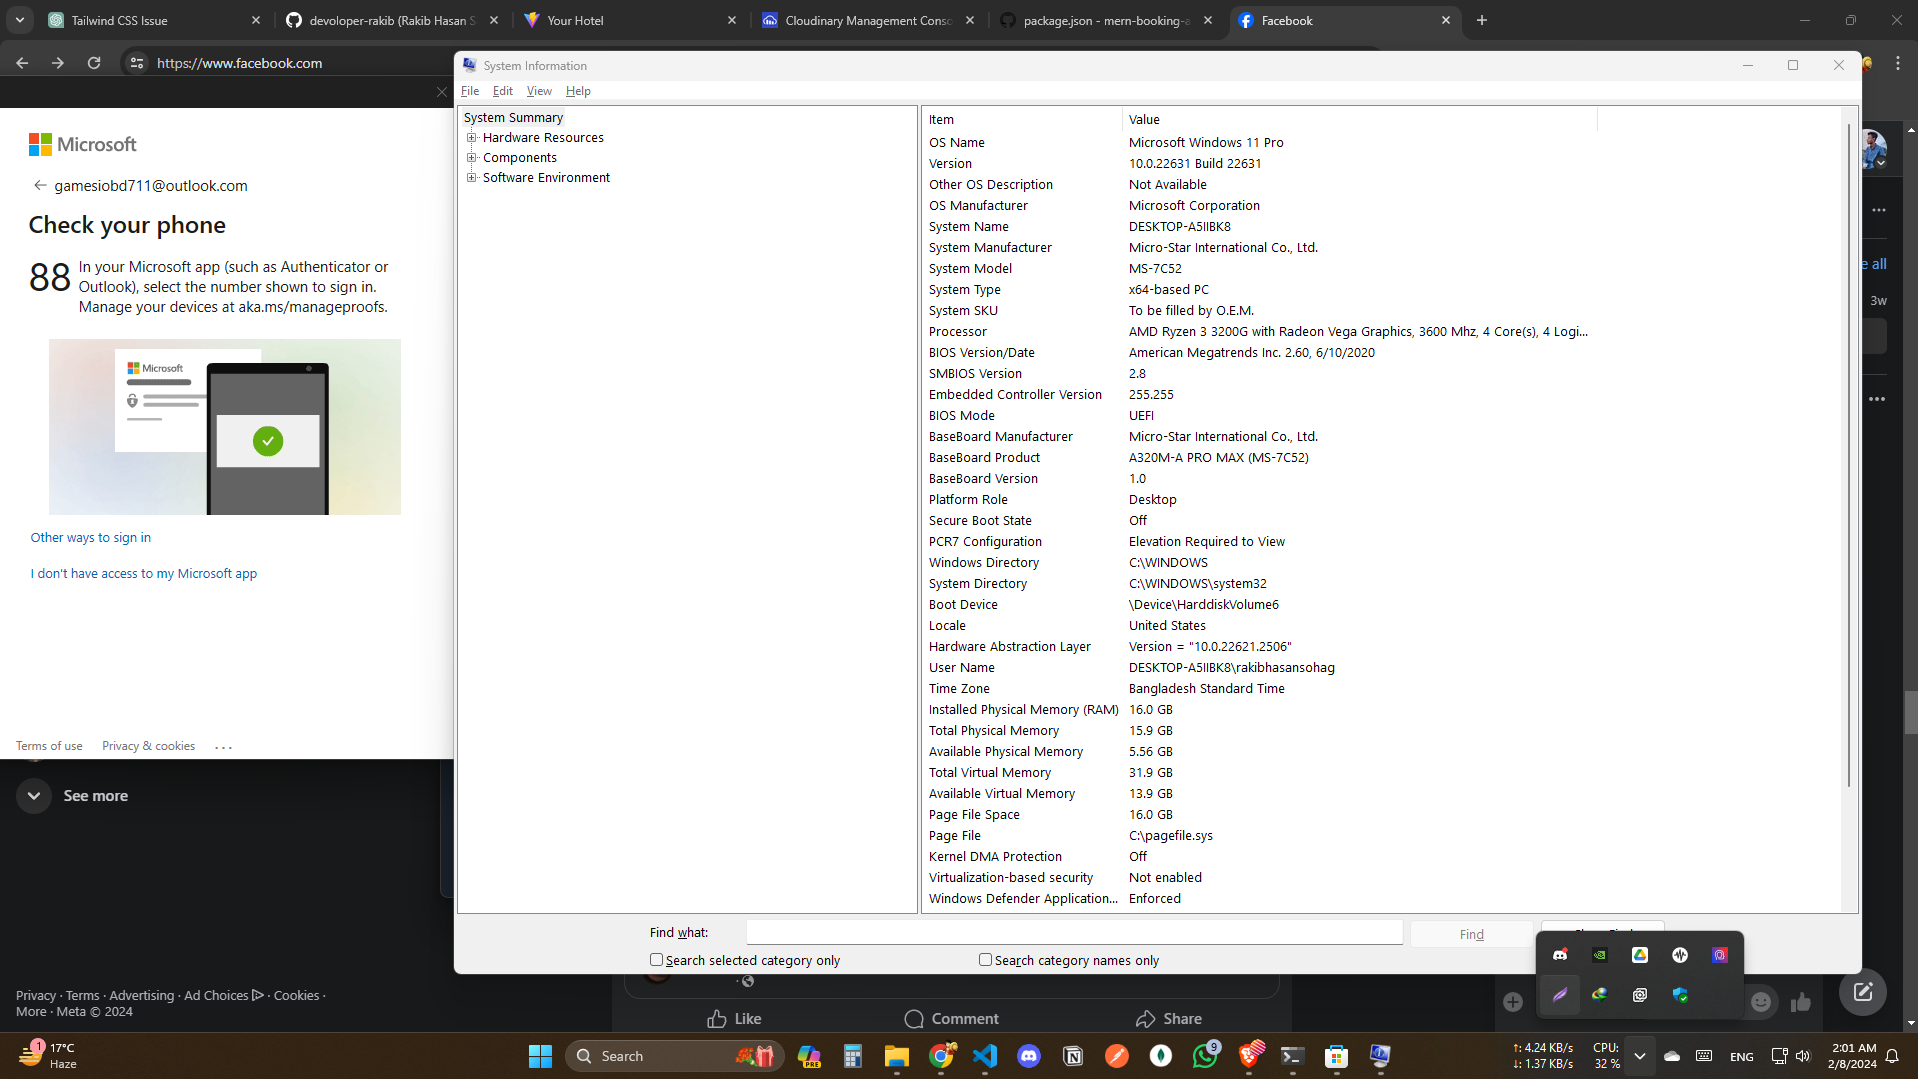 Tailwind CSS Issue
devoloper-rakib (Rakib Hasan S
Your Hotel
Cloudinary Management Conso
package.json - mern-booking-a
Facebook
https://www.facebook.com
System Information
File Edit View Help
Microsoft
gamesiobd711@outlook.com
Check your phone
88
In your Microsoft app (such as Authenticator or
Outlook), select the number shown to sign in.
Manage your devices at aka.ms/manageproofs.
Microsoft
Other ways to sign in
I don't have access to my Microsoft app
Terms of use Privacy & cookies ...
See more
Privacy · Terms · Advertising · Ad Choices · Cookies ·
More · Meta © 2024
System Summary
Hardware Resources
Components
Software Environment
Item Value
OS Name Microsoft Windows 11 Pro
Version 10.0.22631 Build 22631
Other OS Description Not Available
OS Manufacturer Microsoft Corporation
System Name DESKTOP-A5IIBK8
System Manufacturer Micro-Star International Co., Ltd.
System Model MS-7C52
System Type x64-based PC
System SKU To be filled by O.E.M.
Processor AMD Ryzen 3 3200G with Radeon Vega Graphics, 3600 Mhz, 4 Core(s), 4 Logi...
BIOS Version/Date American Megatrends Inc. 2.60, 6/10/2020
SMBIOS Version 2.8
Embedded Controller Version 255.255
BIOS Mode UEFI
BaseBoard Manufacturer Micro-Star International Co., Ltd.
BaseBoard Product A320M-A PRO MAX (MS-7C52)
BaseBoard Version 1.0
Platform Role Desktop
Secure Boot State Off
PCR7 Configuration Elevation Required to View
Windows Directory C:\WINDOWS
System Directory C:\WINDOWS\system32
Boot Device \Device\HarddiskVolume6
Locale United States
Hardware Abstraction Layer Version = "10.0.22621.2506"
User Name DESKTOP-A5IIBK8\rakibhasansohag
Time Zone Bangladesh Standard Time
Installed Physical Memory (RAM) 16.0 GB
Total Physical Memory 15.9 GB
Available Physical Memory 5.56 GB
Total Virtual Memory 31.9 GB
Available Virtual Memory 13.9 GB
Page File Space 16.0 GB
Page File C:\pagefile.sys
Kernel DMA Protection Off
Virtualization-based security Not enabled
Windows Defender Application... Enforced
Find what: Find
Search selected category only Search category names only
e all
3w
Like Comment Share
1
17°C
Haze
Search
PRE
9
↑: 4.24 KB/s
↓: 1.37 KB/s
CPU:
32 %
ENG
2:01 AM
2/8/2024